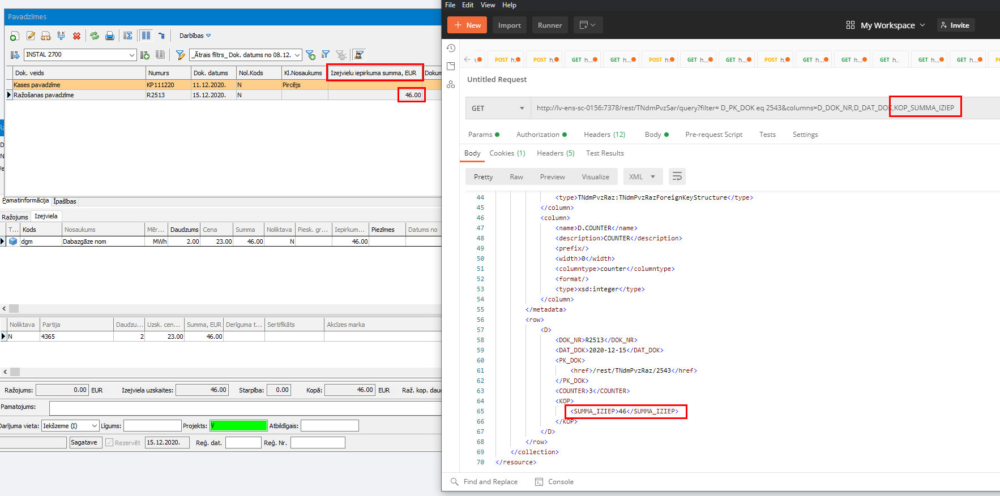 Pavadzīmes
Darbības
INSTAL 2700
_Ātrais filtrs_ Dok. datums no 08.12.
Dok. veids Numurs Dok. datums Nol.Kods Kl.Nosaukums Izejvielu iepirkuma summa, EUR Dokum
Kases pavadzīme KP111220 11.12.2020. N Pircējs
Ražošanas pavadzīme R2513 15.12.2020. N 46.00
Pamatinformācija Īpašības
Ražojums Izejviela
T... Kods Nosaukums Mēr... Daudzums Cena Summa Noliktava Piesk. gr... Iepirkum... Piezīmes Datums no
dgm Dabazgāze nom MWh 2.00 23.00 46.00 N 46.00
Noliktava Partija Daudzu... Uzsk. cen... Summa, EUR Derīguma t... Sertifikāts Akcīzes marka
N 4365 2 23.00 46.00
Ražojums: 0.00 EUR Izejviela uzskaites: 46.00 Starpība: 0.00 Kopā: 46.00 EUR Raž. kop. daud
Pamatojums:
Darījuma vieta: Iekšzeme (I) Līgums: Projekts: V Atbildīgais:
Sagatave Rezervēt 15.12.2020. Reģ. dat. Reģ. Nr.
File Edit View Help
New Import Runner My Workspace Invite
POST h... POST h... GET h... GET h... POST h... GET h... GET h... POST h... GET h... GET h... GET h.. GET h... GET h...
Untitled Request
GET http://lv-ens-sc-0156:7378/rest/TNdmPvzSar/query?filter= D_PK_DOK eq 2543&columns=D_DOK_NR,D_DAT_DOK,KOP_SUMMA_IZIEP
Params Authorization Headers (12) Body Pre-request Script Tests Settings
Body Cookies (1) Headers (5) Test Results
Pretty Raw Preview Visualize XML
44 <type>TNdmPvzRaz:TNdmPvzRazForeignKeyStructure</type>
45 </column>
46 <column>
47 <name>D.COUNTER</name>
48 <description>COUNTER</description>
49 <prefix/>
50 <width>0</width>
51 <columntype>counter</columntype>
52 <format/>
53 <type>xsd:integer</type>
54 </column>
55 </metadata>
56 <row>
57 <D>
58 <DOK_NR>R2513</DOK_NR>
59 <DAT_DOK>2020-12-15</DAT_DOK>
60 <PK_DOK>
61 <href>/rest/TNdmPvzRaz/2543</href>
62 </PK_DOK>
63 <COUNTER>3</COUNTER>
64 <KOP>
65 <SUMMA_IZIEP>46</SUMMA_IZIEP>
66 </KOP>
67 </D>
68 </row>
69 </collection>
70 </resource>
Find and Replace Console